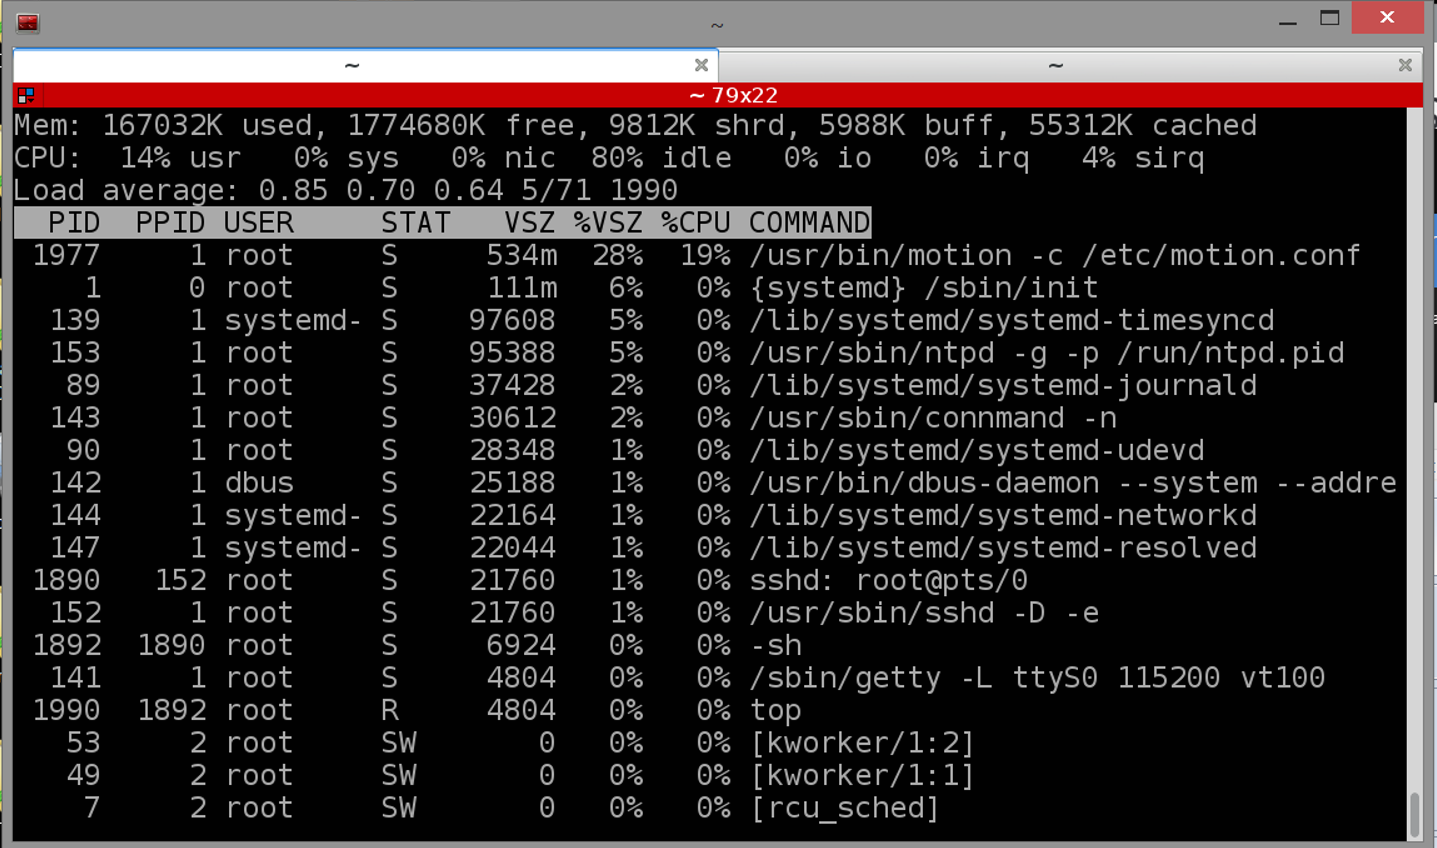 ~
~ ~
~ 79x22
Mem: 167032K used, 1774680K free, 9812K shrd, 5988K buff, 55312K cached
CPU:  14% usr   0% sys   0% nic  80% idle   0% io   0% irq   4% sirq
Load average: 0.85 0.70 0.64 5/71 1990
  PID  PPID USER     STAT   VSZ %VSZ %CPU COMMAND
 1977     1 root     S     534m  28%  19% /usr/bin/motion -c /etc/motion.conf
    1     0 root     S     111m   6%   0% {systemd} /sbin/init
  139     1 systemd- S    97608   5%   0% /lib/systemd/systemd-timesyncd
  153     1 root     S    95388   5%   0% /usr/sbin/ntpd -g -p /run/ntpd.pid
   89     1 root     S    37428   2%   0% /lib/systemd/systemd-journald
  143     1 root     S    30612   2%   0% /usr/sbin/connmand -n
   90     1 root     S    28348   1%   0% /lib/systemd/systemd-udevd
  142     1 dbus     S    25188   1%   0% /usr/bin/dbus-daemon --system --addre
  144     1 systemd- S    22164   1%   0% /lib/systemd/systemd-networkd
  147     1 systemd- S    22044   1%   0% /lib/systemd/systemd-resolved
 1890   152 root     S    21760   1%   0% sshd: root@pts/0
  152     1 root     S    21760   1%   0% /usr/sbin/sshd -D -e
 1892  1890 root     S     6924   0%   0% -sh
  141     1 root     S     4804   0%   0% /sbin/getty -L ttyS0 115200 vt100
 1990  1892 root     R     4804   0%   0% top
   53     2 root     SW       0   0%   0% [kworker/1:2]
   49     2 root     SW       0   0%   0% [kworker/1:1]
    7     2 root     SW       0   0%   0% [rcu_sched]